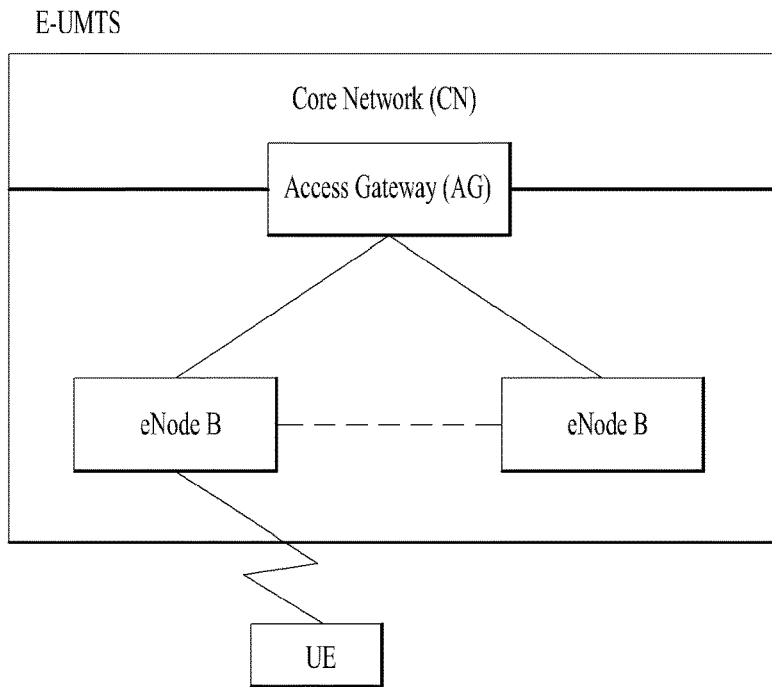 E-UMTS
Core Network (CN)
Access Gateway (AG)
eNode B
eNode B
UE